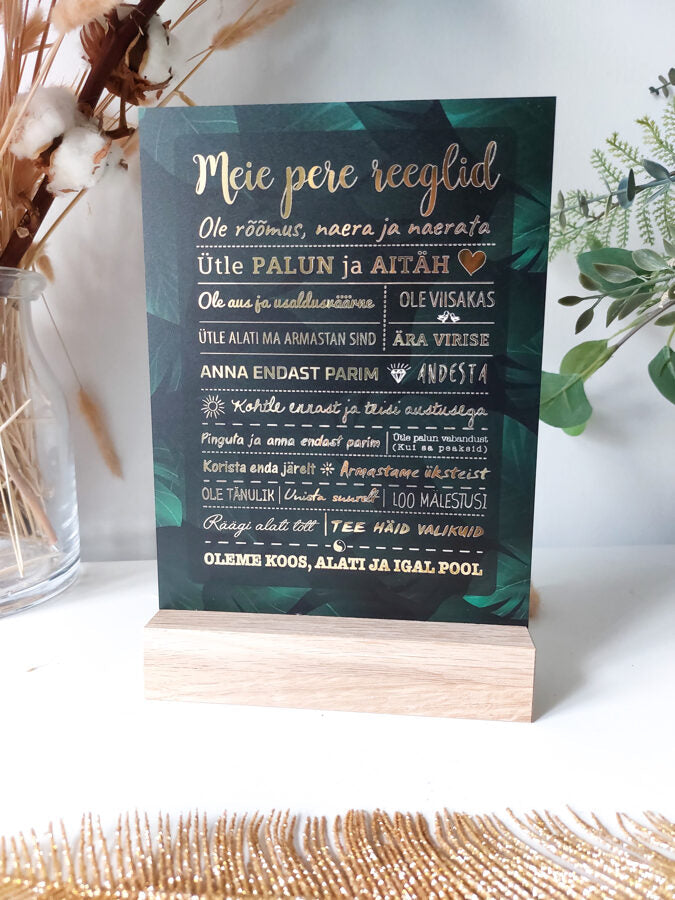 Meie pere reeglid
Ole rõõmus, naera ja naerata
Ütle PALUN ja AITÄH
Ole aus ja usaldusväärne
OLE VIISAKAS
ÜTLE ALATI MA ARMASTAN SIND
ÄRA VIRISE
ANNA ENDAST PARIM
ANDESTA
Kohtle ennast ja teisi austusega
Pinguta ja anna endast parim
Ütle palun vabandust
(Kui sa peaksid)
Korista enda järelt
Armastame üksteist
OLE TÄNULIK
Unista suurelt
LOO MÄLESTUSI
Räägi alati tõtt
TEE HÄID VALIKUID
OLEME KOOS, ALATI JA IGAL POOL